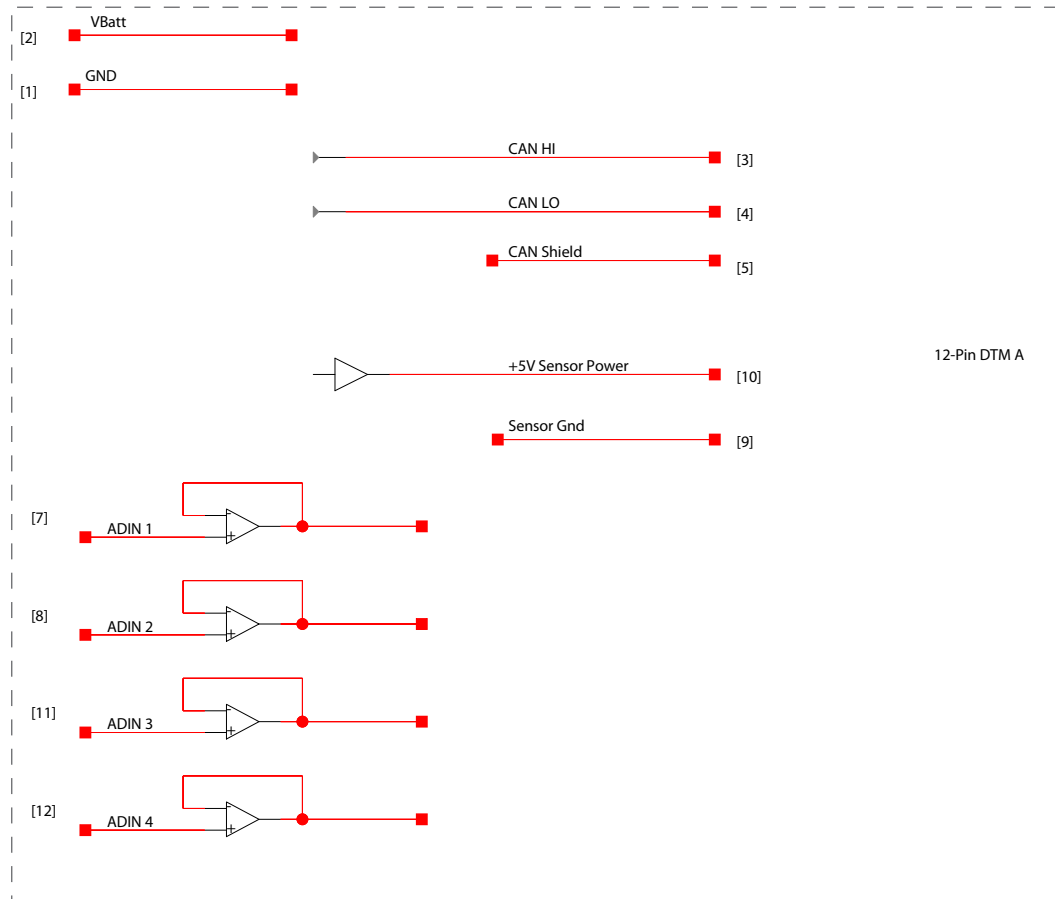 VBatt
[2]
GND
[1]
CAN HI
[3]
CAN LO
[4]
CAN Shield
[5]
12-Pin DTM A
+5V Sensor Power
[10]
Sensor Gnd
[9]
[7]
ADIN 1
- +
[8]
ADIN 2
- +
[11]
ADIN 3
- +
[12]
ADIN 4
- +